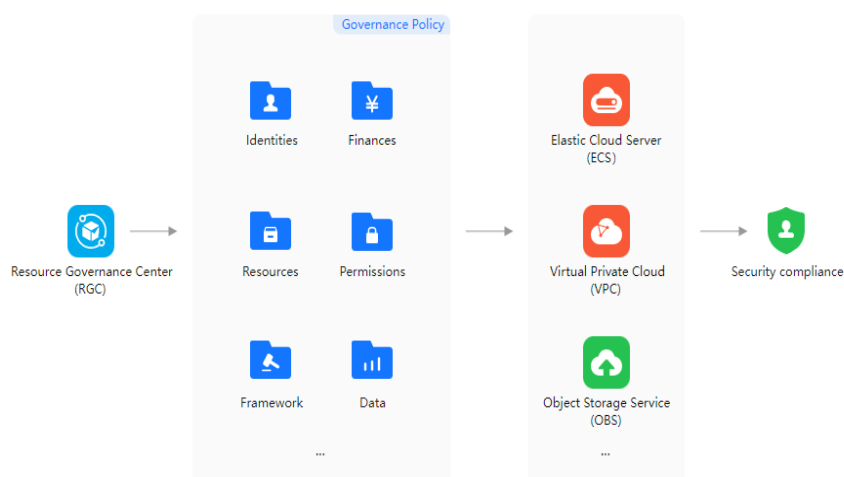 Governance Policy
Identities
Finances
Elastic Cloud Server
(ECS)
Resource Governance Center
(RGC)
Resources
Permissions
Virtual Private Cloud
(VPC)
Security compliance
Framework
Data
Object Storage Service
(OBS)
...
...